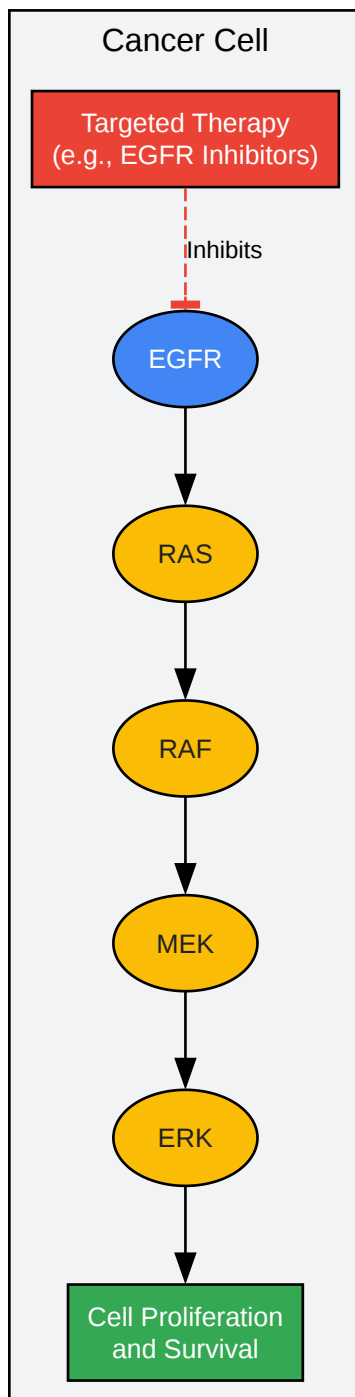 Cancer Cell
Targeted Therapy
(e.g., EGFR Inhibitors)
Inhibits
EGFR
RAS
RAF
MEK
ERK
Cell Proliferation
and Survival